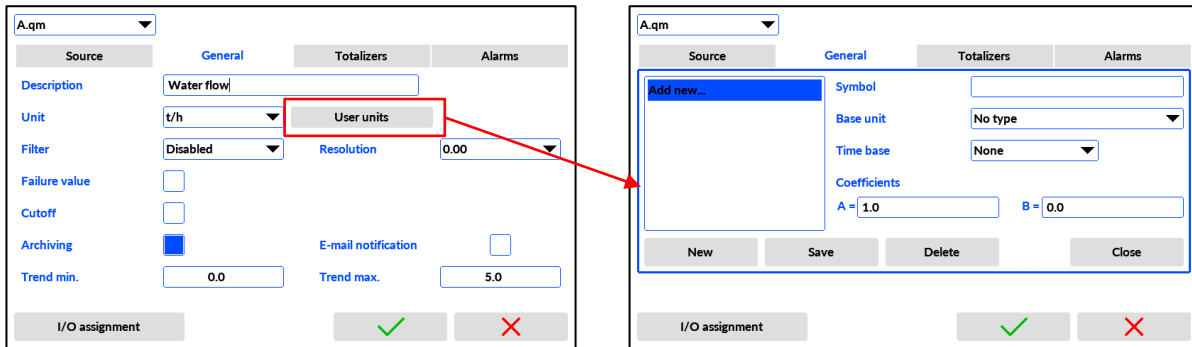 A.qm
Source General Totalizers Alarms
Description Water flow
Unit t/h User units
Filter Disabled Resolution 0.00
Failure value
Cutoff
Archiving E-mail notification
Trend min. 0.0 Trend max. 5.0
I/O assignment
A.qm
Source General Totalizers Alarms
Add new... Symbol
Base unit No type
Time base None
Coefficients
A = 1.0 B = 0.0
New Save Delete Close
I/O assignment